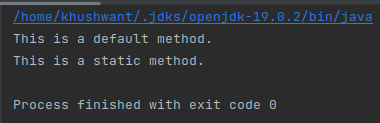 /home/khushwant/.jdks/openjdk-19.0.2/bin/java
This is a default method.
This is a static method.
Process finished with exit code 0